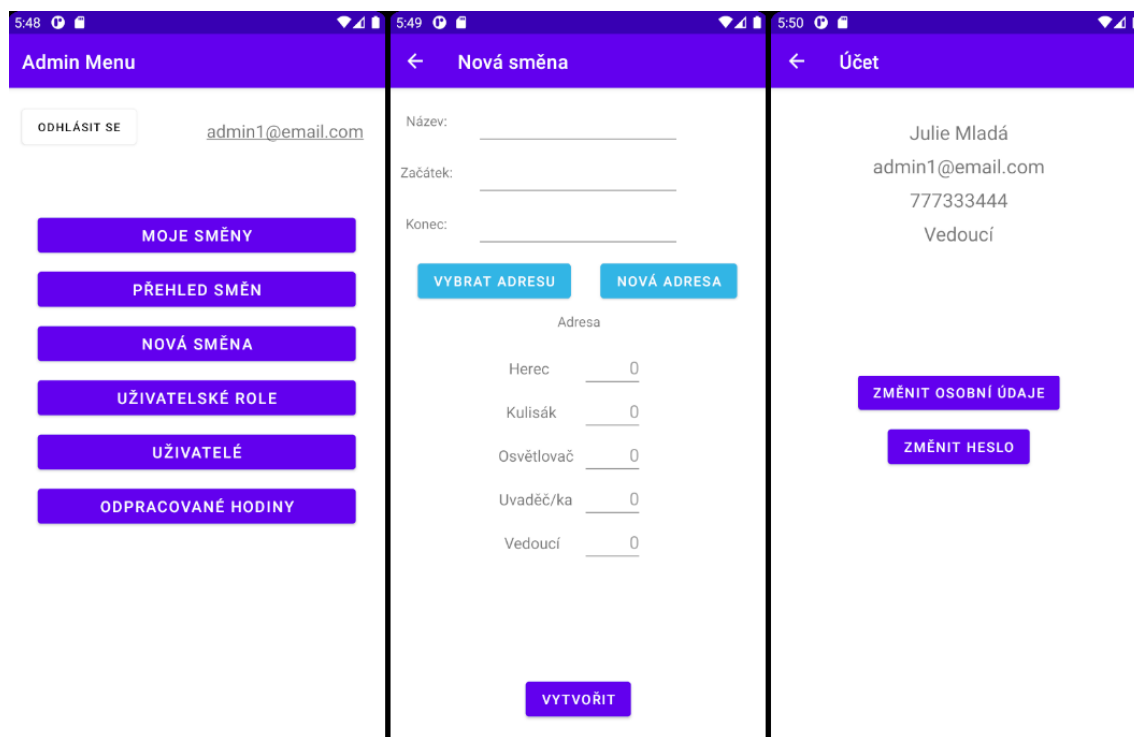 5:48
Admin Menu
ODHLÁSIT SE
admin1@email.com
MOJE SMĚNY
PŘEHLED SMĚN
NOVÁ SMĚNA
UŽIVATELSKÉ ROLE
UŽIVATELÉ
ODPRACOVANÉ HODINY
5:49
Nová směna
Název:
Začátek:
Konec:
VYBRAT ADRESU NOVÁ ADRESA
Adresa
Herec 0
Kulisák 0
Osvětlovač 0
Uvaděč/ka 0
Vedoucí 0
VYTVOŘIT
5:50
Účet
Julie Mladá
admin1@email.com
777333444
Vedoucí
ZMĚNIT OSOBNÍ ÚDAJE
ZMĚNIT HESLO